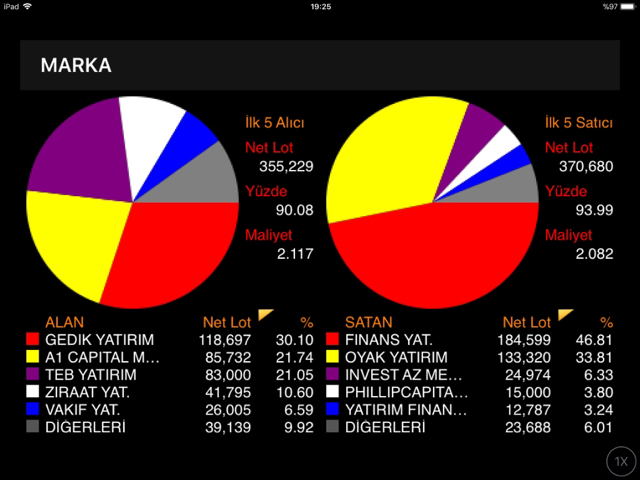 iPad 19:25 %97
MARKA
İlk 5 Alıcı
Net Lot
355,229
Yüzde
90.08
Maliyet
2.117
İlk 5 Satıcı
Net Lot
370,680
Yüzde
93.99
Maliyet
2.082
ALAN Net Lot %
GEDIK YATIRIM 118,697 30.10
A1 CAPITAL M... 85,732 21.74
TEB YATIRIM 83,000 21.05
ZIRAAT YAT. 41,795 10.60
VAKIF YAT. 26,005 6.59
DİĞERLERİ 39,139 9.92
SATAN Net Lot %
FINANS YAT. 184,599 46.81
OYAK YATIRIM 133,320 33.81
INVEST AZ ME... 24,974 6.33
PHILLIPCAPITA... 15,000 3.80
YATIRIM FINAN... 12,787 3.24
DİĞERLERİ 23,688 6.01
1X